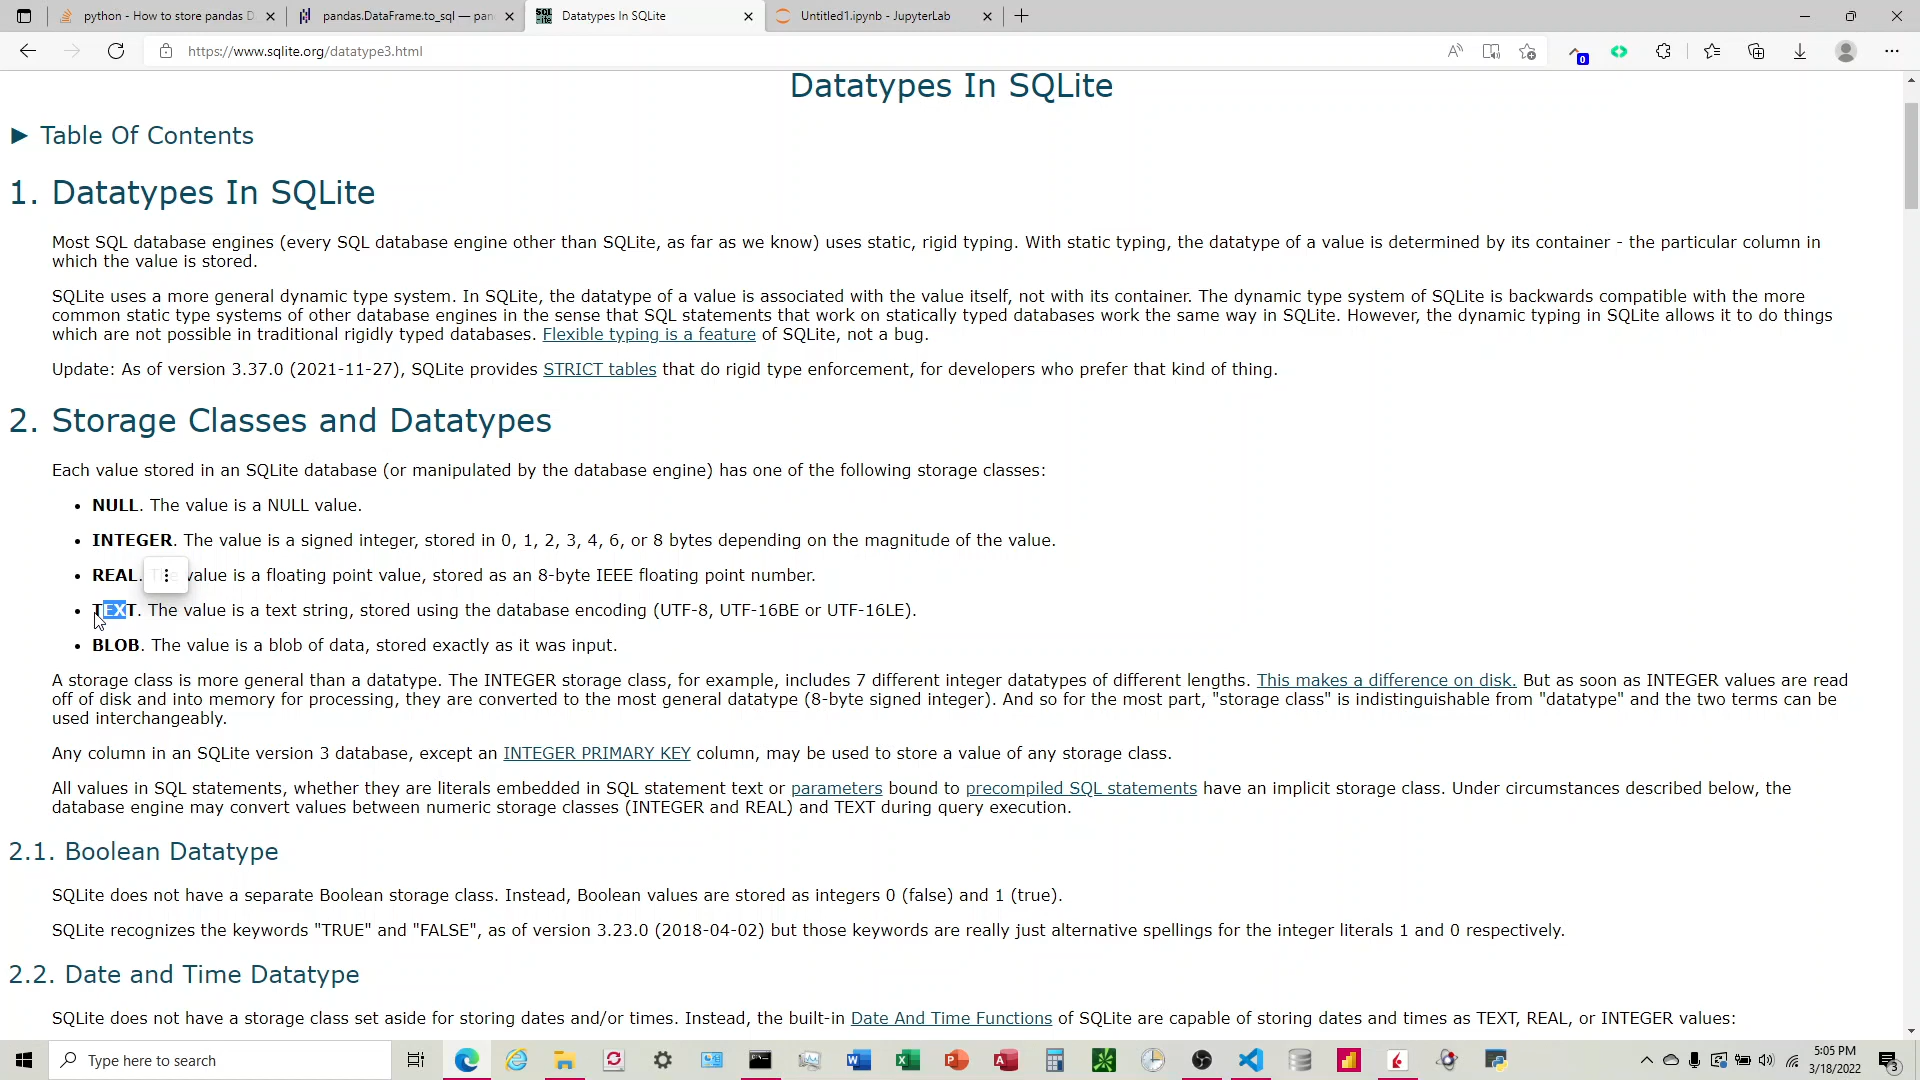 python - How to store pandas D
pandas.DataFrame.to_sql — pan
Datatypes In SQLite
Untitled1.ipynb - JupyterLab
https://www.sqlite.org/datatype3.html
0
Datatypes In SQLite
► Table Of Contents
1. Datatypes In SQLite
Most SQL database engines (every SQL database engine other than SQLite, as far as we know) uses static, rigid typing. With static typing, the datatype of a value is determined by its container - the particular column in
which the value is stored.
SQLite uses a more general dynamic type system. In SQLite, the datatype of a value is associated with the value itself, not with its container. The dynamic type system of SQLite is backwards compatible with the more
common static type systems of other database engines in the sense that SQL statements that work on statically typed databases work the same way in SQLite. However, the dynamic typing in SQLite allows it to do things
which are not possible in traditional rigidly typed databases. Flexible typing is a feature of SQLite, not a bug.
Update: As of version 3.37.0 (2021-11-27), SQLite provides STRICT tables that do rigid type enforcement, for developers who prefer that kind of thing.
2. Storage Classes and Datatypes
Each value stored in an SQLite database (or manipulated by the database engine) has one of the following storage classes:
• NULL. The value is a NULL value.
• INTEGER. The value is a signed integer, stored in 0, 1, 2, 3, 4, 6, or 8 bytes depending on the magnitude of the value.
• REAL. The value is a floating point value, stored as an 8-byte IEEE floating point number.
• TEXT. The value is a text string, stored using the database encoding (UTF-8, UTF-16BE or UTF-16LE).
• BLOB. The value is a blob of data, stored exactly as it was input.
A storage class is more general than a datatype. The INTEGER storage class, for example, includes 7 different integer datatypes of different lengths. This makes a difference on disk. But as soon as INTEGER values are read
off of disk and into memory for processing, they are converted to the most general datatype (8-byte signed integer). And so for the most part, "storage class" is indistinguishable from "datatype" and the two terms can be
used interchangeably.
Any column in an SQLite version 3 database, except an INTEGER PRIMARY KEY column, may be used to store a value of any storage class.
All values in SQL statements, whether they are literals embedded in SQL statement text or parameters bound to precompiled SQL statements have an implicit storage class. Under circumstances described below, the
database engine may convert values between numeric storage classes (INTEGER and REAL) and TEXT during query execution.
2.1. Boolean Datatype
SQLite does not have a separate Boolean storage class. Instead, Boolean values are stored as integers 0 (false) and 1 (true).
SQLite recognizes the keywords "TRUE" and "FALSE", as of version 3.23.0 (2018-04-02) but those keywords are really just alternative spellings for the integer literals 1 and 0 respectively.
2.2. Date and Time Datatype
SQLite does not have a storage class set aside for storing dates and/or times. Instead, the built-in Date And Time Functions of SQLite are capable of storing dates and times as TEXT, REAL, or INTEGER values:
Type here to search
5:05 PM
3/18/2022
3